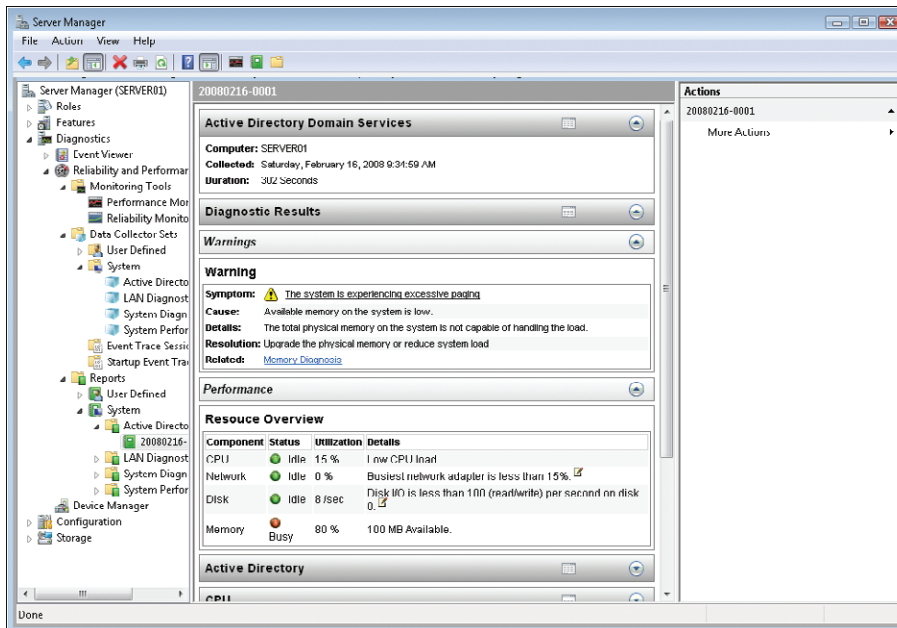 Server Manager
File Action View Help
Server Manager (SERVER01)
Roles
Features
Diagnostics
Event Viewer
Reliability and Performar
Monitoring Tools
Performance Mor
Reliability Monito
Data Collector Sets
User Defined
System
Active Directo
LAN Diagnost
System Diagn
System Perfor
Event Trace Sessic
Startup Event Tra
Reports
User Defined
System
Active Directo
20080216-
LAN Diagnost
System Diagn
System Perfor
Device Manager
Configuration
Storage
20080216-0001
Active Directory Domain Services
Computer: SERVER01
Collected: Saturday, February 16, 2008 9:34:59 AM
Duration: 302 Seconds
Diagnostic Results
Warnings
Warning
Symptom: The system is experiencing excessive paging
Cause: Available memory on the system is low.
Details: The total physical memory on the system is not capable of handling the load.
Resolution: Upgrade the physical memory or reduce system load
Related: Memory Diagnosis
Performance
Resouce Overview
Component Status Utilization Details
CPU Idle 15 % Low CPU load
Network Idle 0 % Busiest network adapter is less than 15%.
Disk Idle 8 /sec Disk I/O is less than 100 (read/write) per second on disk
0.
Memory Busy 80 % 100 MB Available.
Active Directory
CPU
Actions
20080216-0001
More Actions
Done